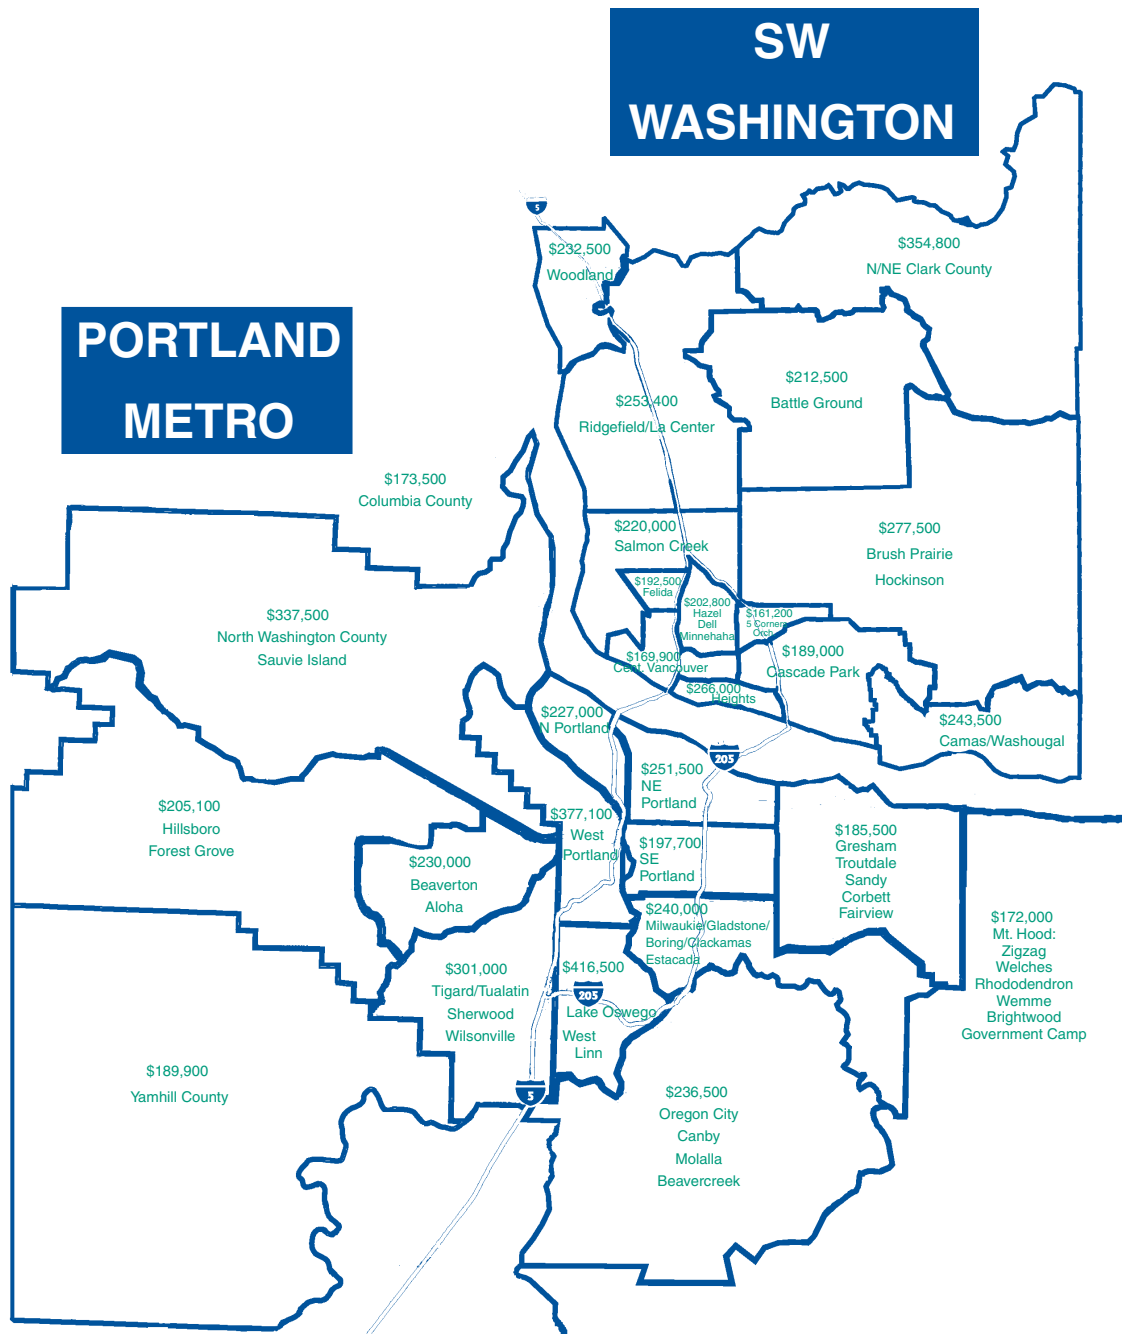 SW
WASHINGTON
5
$232,500
Woodland
$354,800
N/NE Clark County
PORTLAND
METRO
$253,400
Ridgefield/La Center
$212,500
Battle Ground
$173,500
Columbia County
$220,000
Salmon Creek
$277,500
Brush Prairie
Hockinson
$192,500
Felida
$202,800
Hazel
Dell
Minnehaha
$161,200
5 Corners
Orch.
$337,500
North Washington County
Sauvie Island
$169,900
Cent. Vancouver
$189,000
Cascade Park
$266,000
Heights
$243,500
Camas/Washougal
$227,000
N Portland
205
$251,500
NE
Portland
$205,100
Hillsboro
Forest Grove
$377,100
West
Portland
$197,700
SE
Portland
$185,500
Gresham
Troutdale
Sandy
Corbett
Fairview
$230,000
Beaverton
Aloha
$240,000
Milwaukie/Gladstone/
Boring/Clackamas
Estacada
$172,000
Mt. Hood:
Zigzag
Welches
Rhododendron
Wemme
Brightwood
Government Camp
$301,000
Tigard/Tualatin
Sherwood
Wilsonville
$416,500
205
Lake Oswego
West
Linn
$189,900
Yamhill County
5
$236,500
Oregon City
Canby
Molalla
Beavercreek